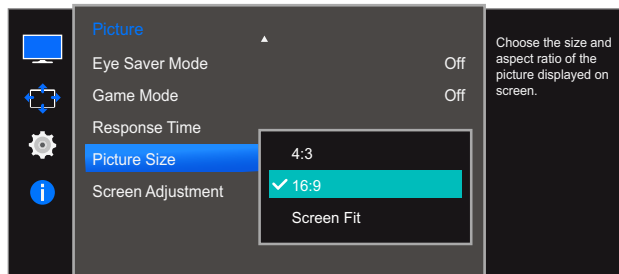 Picture
Eye Saver Mode Off
Game Mode Off
Response Time
Picture Size
Screen Adjustment
4:3
16:9
Screen Fit
Choose the size and
aspect ratio of the
picture displayed on
screen.